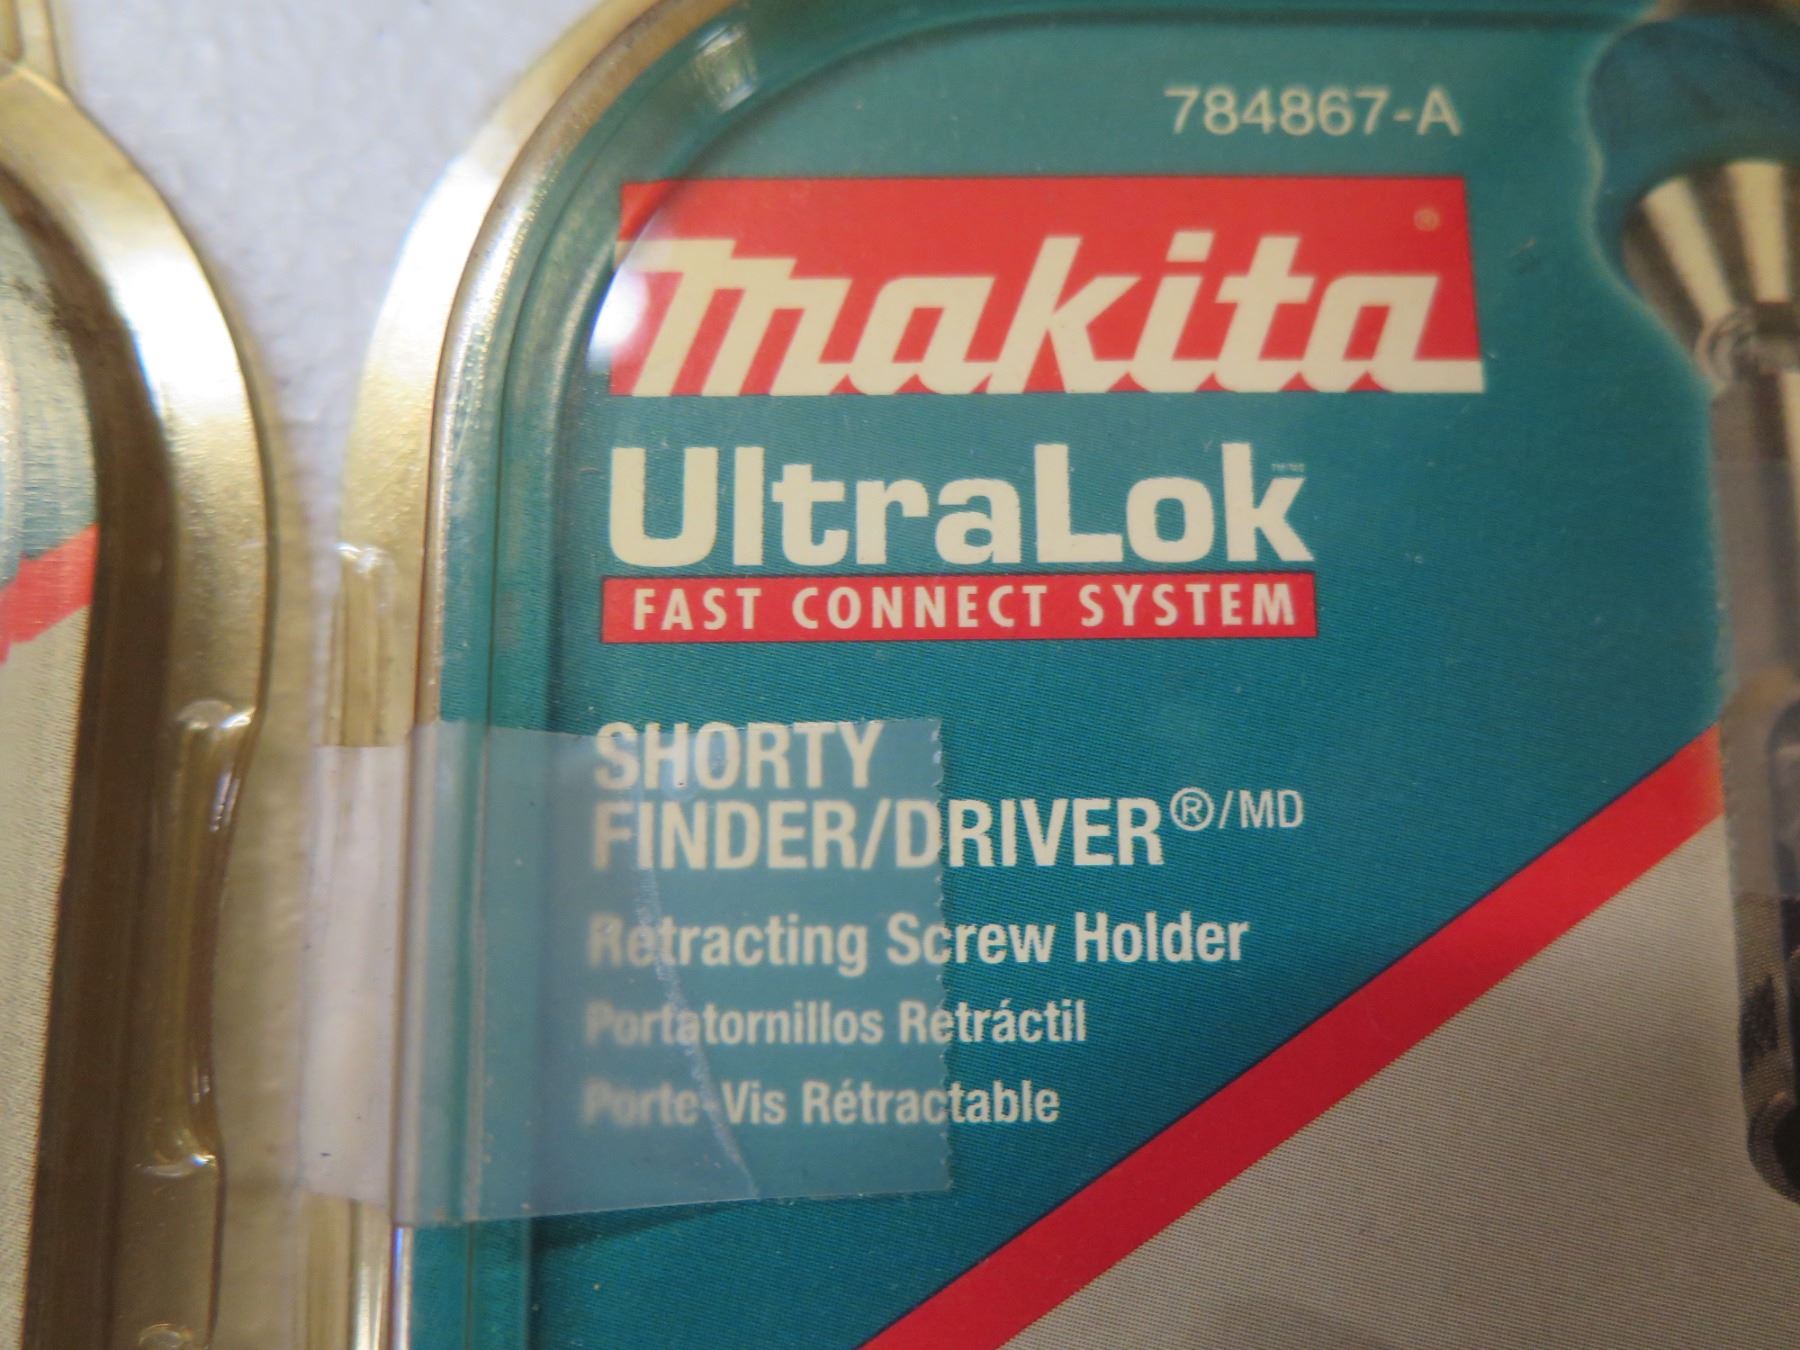 784867-A
makita®
UltraLok
FAST CONNECT SYSTEM
SHORTY
FINDER/DRIVER®/MD
Retracting Screw Holder
Portatornillos Retráctil
Porte-Vis Rétractable